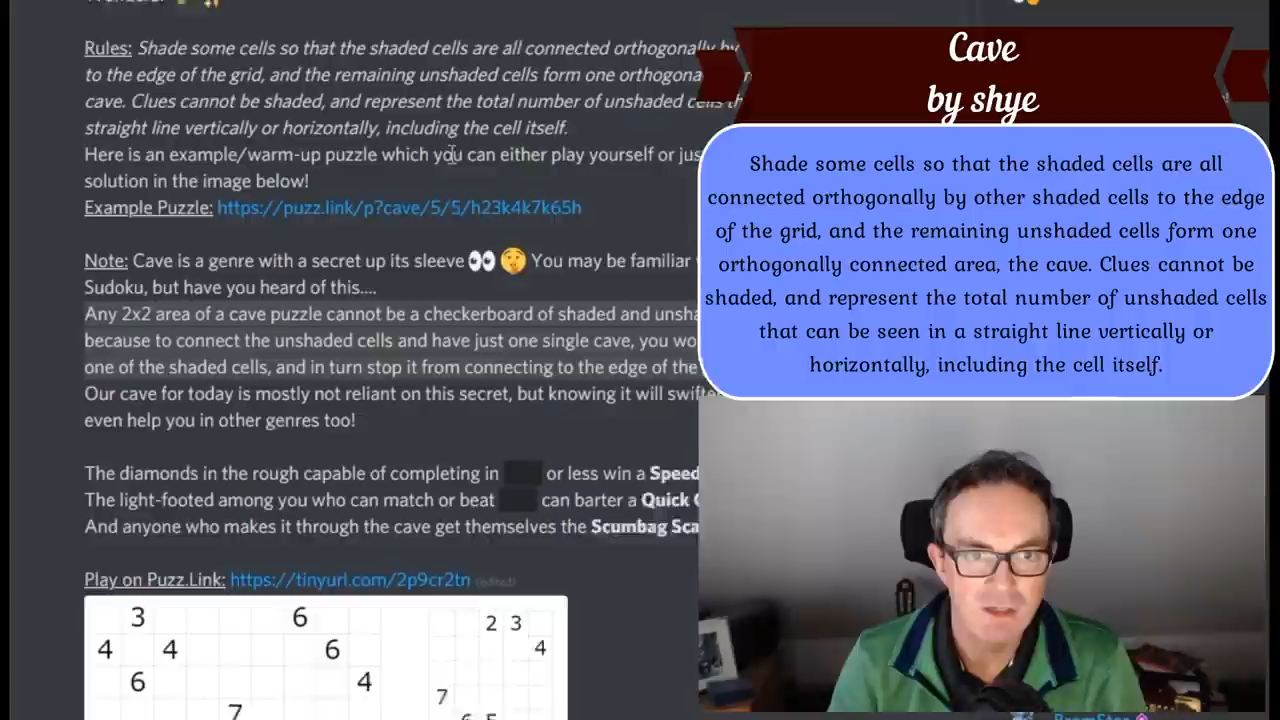 Rules: Shade some cells so that the shaded cells are all connected orthogonally by
to the edge of the grid, and the remaining unshaded cells form one
cave. Clues cannot be shaded, and represent the total number of unshaded cells
straight line vertically or horizontally, including the cell itself.
Here is an example/warm-up puzzle which you can either play yourself or
solution in the image below!
Example Puzzle: https://puzz.link/p?cave/5/5/h23k4k7k65h
Note: Cave is a genre with a secret up its sleeve 👀 🤫 You may be familiar
Sudoku, but have you heard of this....
Any 2x2 area of a cave puzzle cannot be a checkerboard of shaded and
because to connect the unshaded cells and have just one single cave, you
one of the shaded cells, and in turn stop it from connecting to the edge of the
Our cave for today is mostly not reliant on this secret, but knowing it will
even help you in other genres too!
The diamonds in the rough capable of completing in or less win a Speed
The light-footed among you who can match or beat can barter a Quick
And anyone who makes it through the cave get themselves the Scumbag
Play on Puzz.Link: https://tinyurl.com/2p9cr2tn (edited)
3 6
4 4 6
6 4
7
2 3
4
7
6 5
Cave
by shye
Shade some cells so that the shaded cells are all
connected orthogonally by other shaded cells to the edge
of the grid, and the remaining unshaded cells form one
orthogonally connected area, the cave. Clues cannot be
shaded, and represent the total number of unshaded cells
that can be seen in a straight line vertically or
horizontally, including the cell itself.